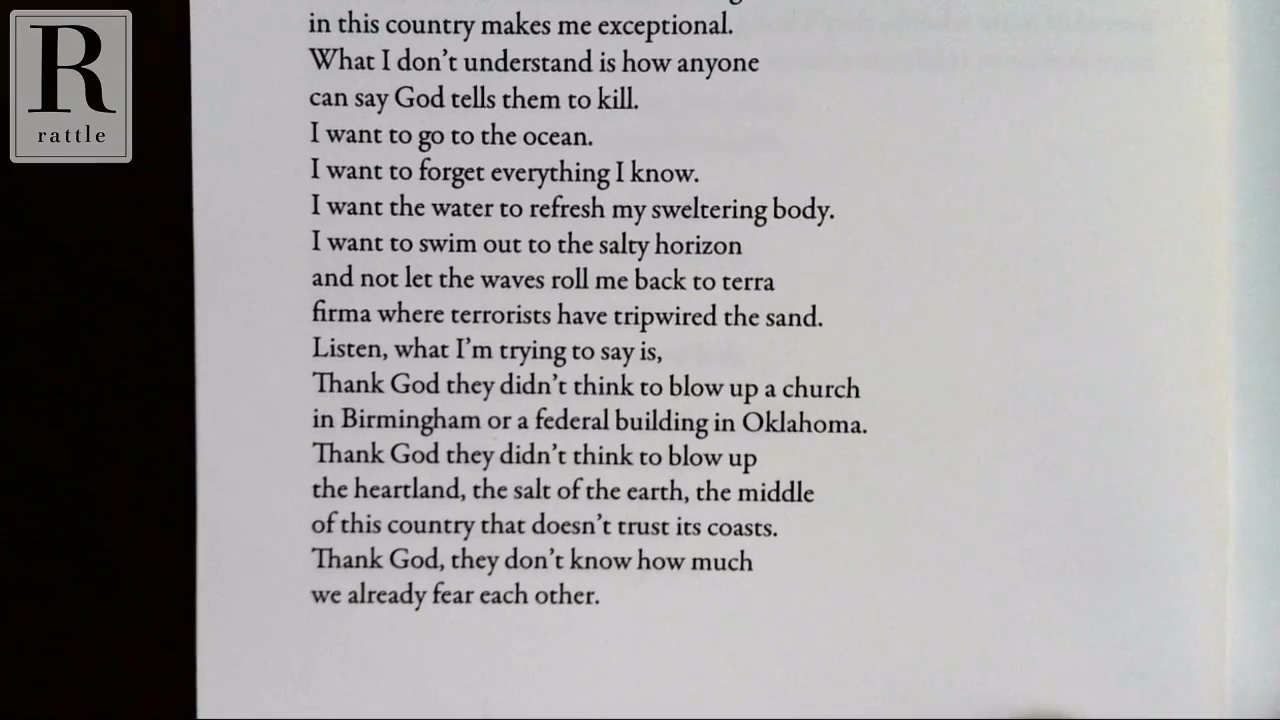 R
rattle
in this country makes me exceptional.
What I don't understand is how anyone
can say God tells them to kill.
I want to go to the ocean.
I want to forget everything I know.
I want the water to refresh my sweltering body.
I want to swim out to the salty horizon
and not let the waves roll me back to terra
firma where terrorists have tripwired the sand.
Listen, what I'm trying to say is,
Thank God they didn't think to blow up a church
in Birmingham or a federal building in Oklahoma.
Thank God they didn't think to blow up
the heartland, the salt of the earth, the middle
of this country that doesn't trust its coasts.
Thank God, they don't know how much
we already fear each other.